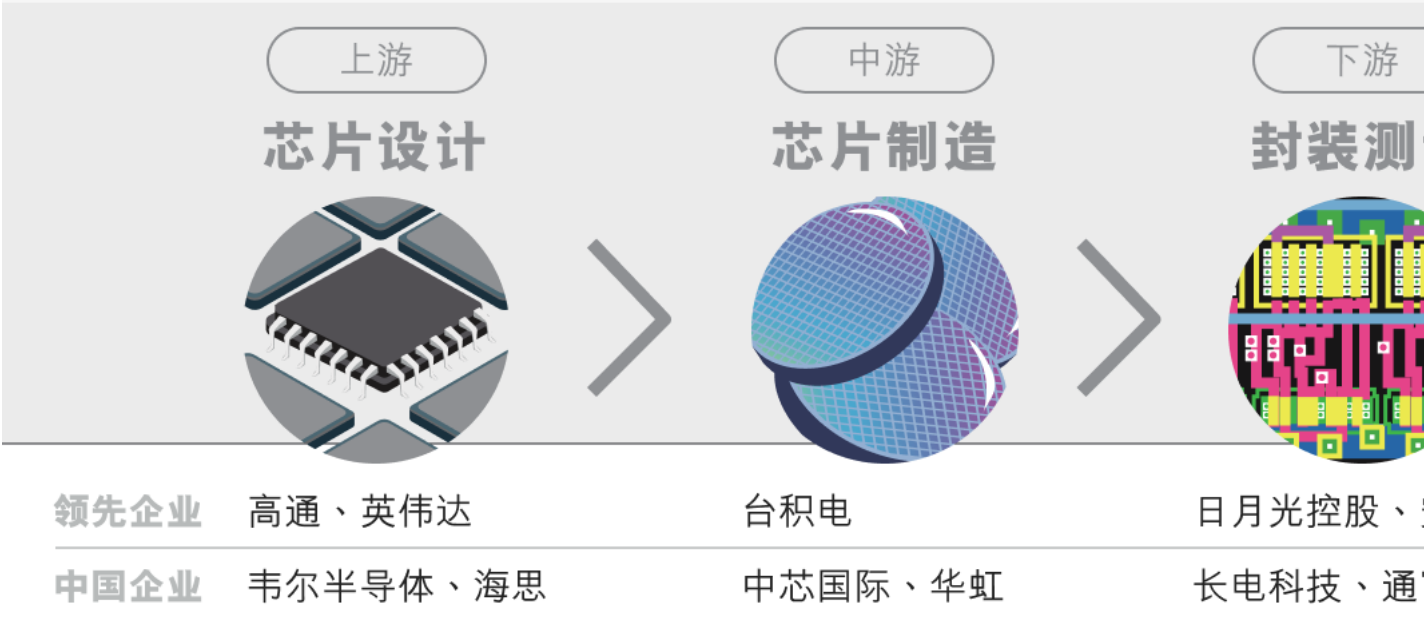 上游 中游 下游
芯片设计 芯片制造 封装测
领先企业 高通、英伟达 台积电 日月光控股、
中国企业 韦尔半导体、海思 中芯国际、华虹 长电科技、通